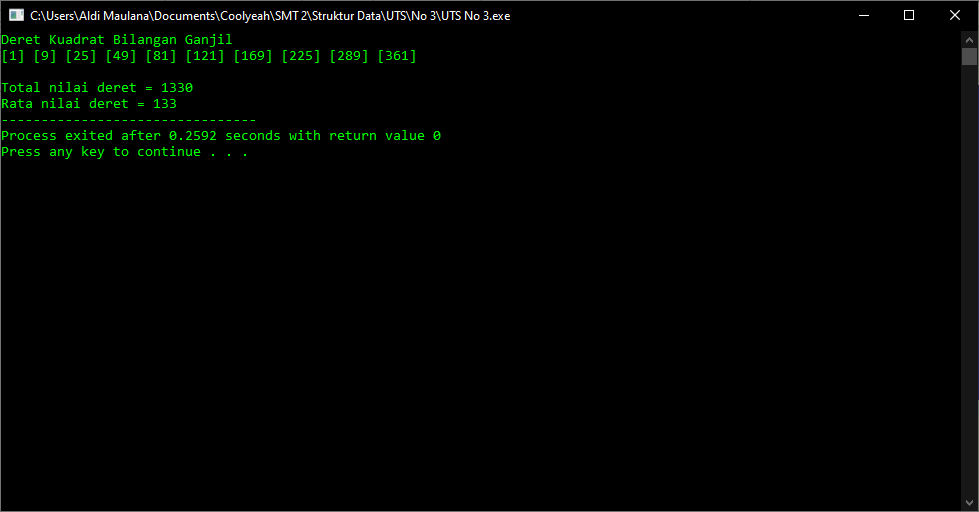 C:\Users\Aldi Maulana\Documents\Coolyeah\SMT 2\Struktur Data\UTS\No 3\UTS No 3.exe
Deret Kuadrat Bilangan Ganjil
[1] [9] [25] [49] [81] [121] [169] [225] [289] [361]
Total nilai deret = 1330
Rata nilai deret = 133
--------------------------------
Process exited after 0.2592 seconds with return value 0
Press any key to continue . . .